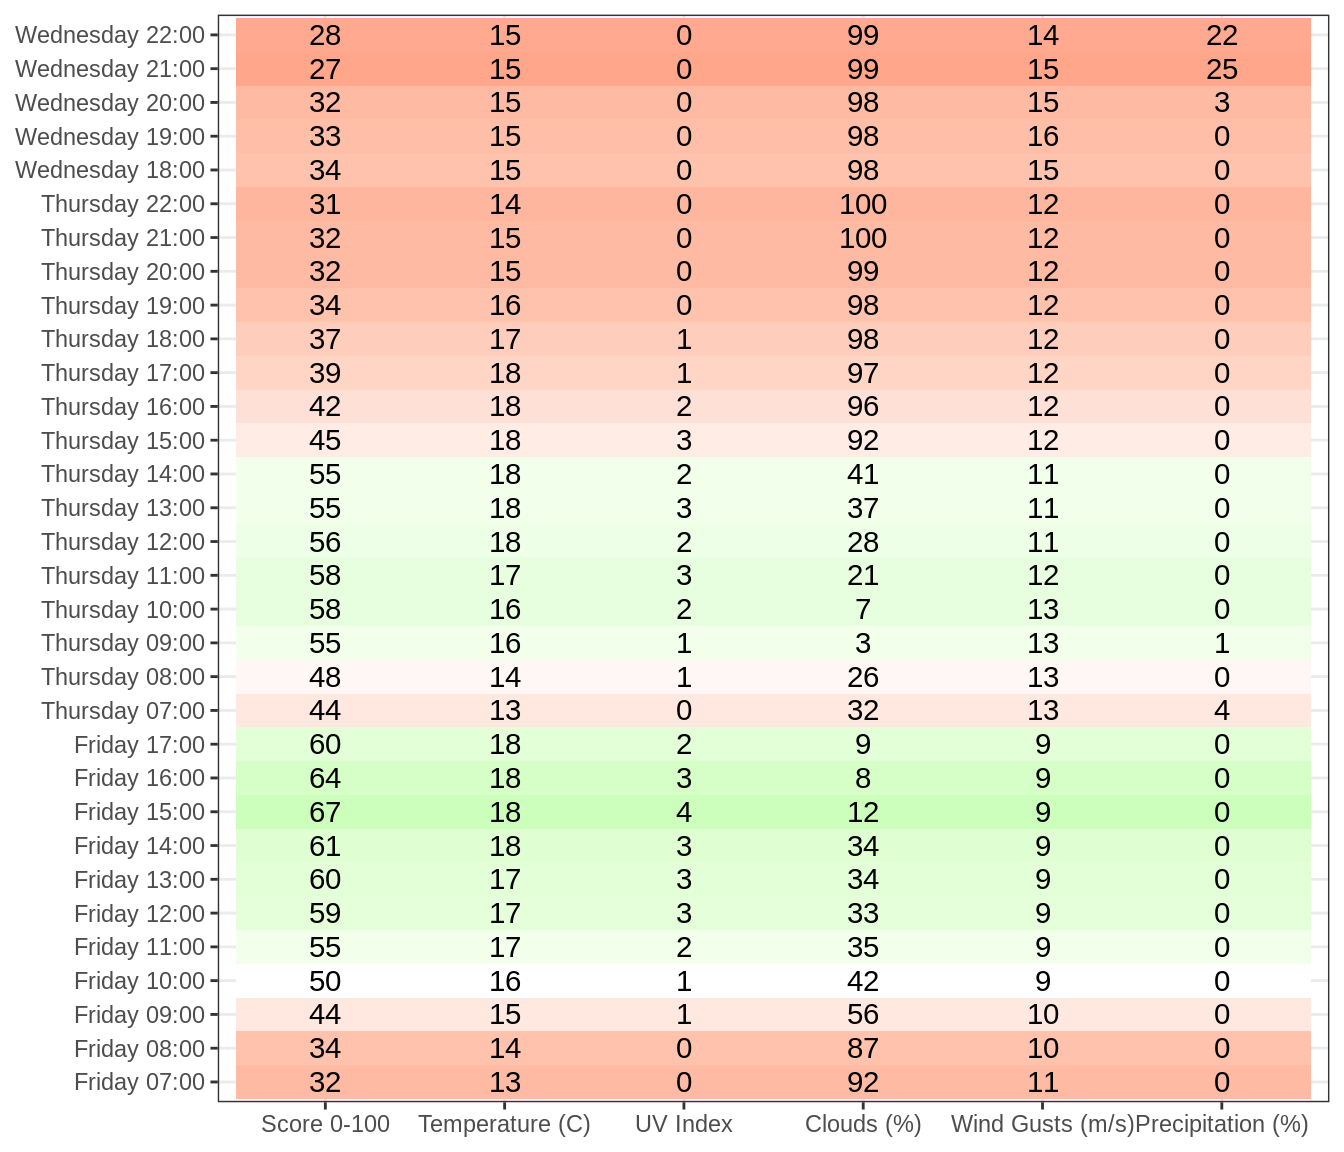 Wednesday 22:00 28 15 0 99 14 22
Wednesday 21:00 27 15 0 99 15 25
Wednesday 20:00 32 15 0 98 15 3
Wednesday 19:00 33 15 0 98 16 0
Wednesday 18:00 34 15 0 98 15 0
Thursday 22:00 31 14 0 100 12 0
Thursday 21:00 32 15 0 100 12 0
Thursday 20:00 32 15 0 99 12 0
Thursday 19:00 34 16 0 98 12 0
Thursday 18:00 37 17 1 98 12 0
Thursday 17:00 39 18 1 97 12 0
Thursday 16:00 42 18 2 96 12 0
Thursday 15:00 45 18 3 92 12 0
Thursday 14:00 55 18 2 41 11 0
Thursday 13:00 55 18 3 37 11 0
Thursday 12:00 56 18 2 28 11 0
Thursday 11:00 58 17 3 21 12 0
Thursday 10:00 58 16 2 7 13 0
Thursday 09:00 55 16 1 3 13 1
Thursday 08:00 48 14 1 26 13 0
Thursday 07:00 44 13 0 32 13 4
Friday 17:00 60 18 2 9 9 0
Friday 16:00 64 18 3 8 9 0
Friday 15:00 67 18 4 12 9 0
Friday 14:00 61 18 3 34 9 0
Friday 13:00 60 17 3 34 9 0
Friday 12:00 59 17 3 33 9 0
Friday 11:00 55 17 2 35 9 0
Friday 10:00 50 16 1 42 9 0
Friday 09:00 44 15 1 56 10 0
Friday 08:00 34 14 0 87 10 0
Friday 07:00 32 13 0 92 11 0
Score 0-100 Temperature (C) UV Index Clouds (%) Wind Gusts (m/s) Precipitation (%)